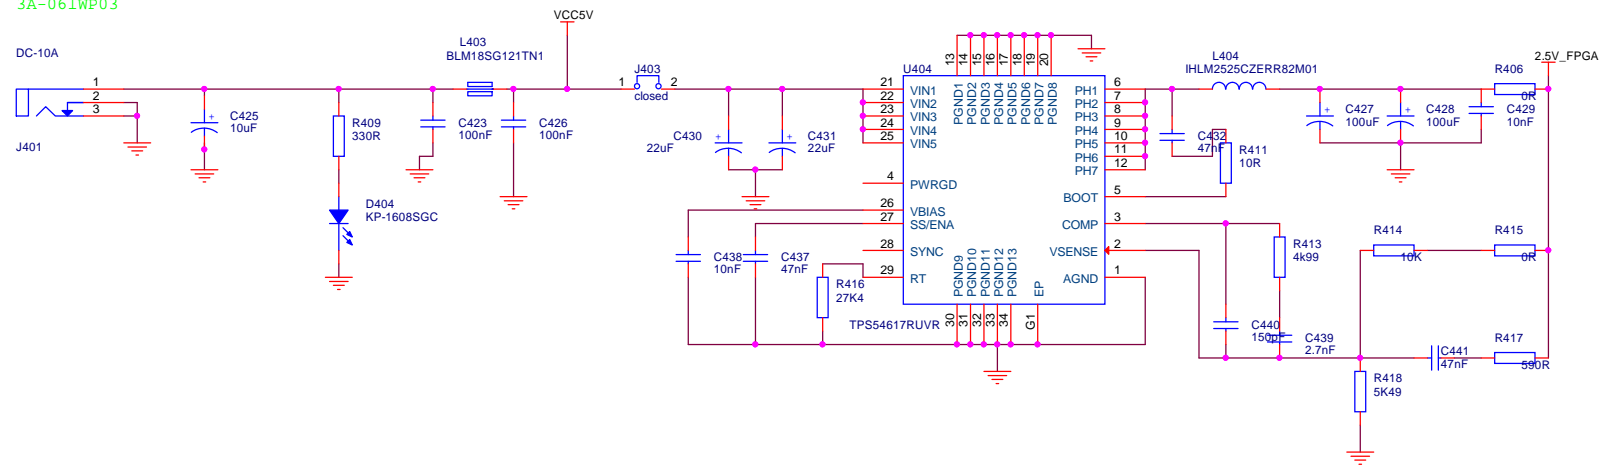 3A-061WP03
VCC5V
DC-10A
L403
BLM18SG121TN1
J403
1 2
closed
1
2
3
J401
C425
10uF
R409
330R
C423
100nF
C426
100nF
D404
KP-1608SGC
C430
22uF
C431
22uF
U404
13 14 15 16 17 18 19 20
PGND1 PGND2 PGND3 PGND4 PGND5 PGND6 PGND7 PGND8
21 VIN1
22 VIN2
23 VIN3
24 VIN4
25 VIN5
4 PWRGD
26 VBIAS
27 SS/ENA
28 SYNC
29 RT
PH1 6
PH2 7
PH3 8
PH4 9
PH5 10
PH6 11
PH7 12
BOOT 5
COMP 3
VSENSE 2
AGND 1
PGND9 PGND10 PGND11 PGND12 PGND13 EP
30 31 32 33 34 G1
TPS54617RUVR
C438
10nF
C437
47nF
R416
27K4
L404
IHLM2525CZERR82M01
C432
47nF
R411
10R
C427
100uF
C428
100uF
C429
10nF
R406
0R
2.5V_FPGA
R413
4k99
R414
10K
R415
0R
C440
150pF
C439
2.7nF
C441
47nF
R417
590R
R418
5K49